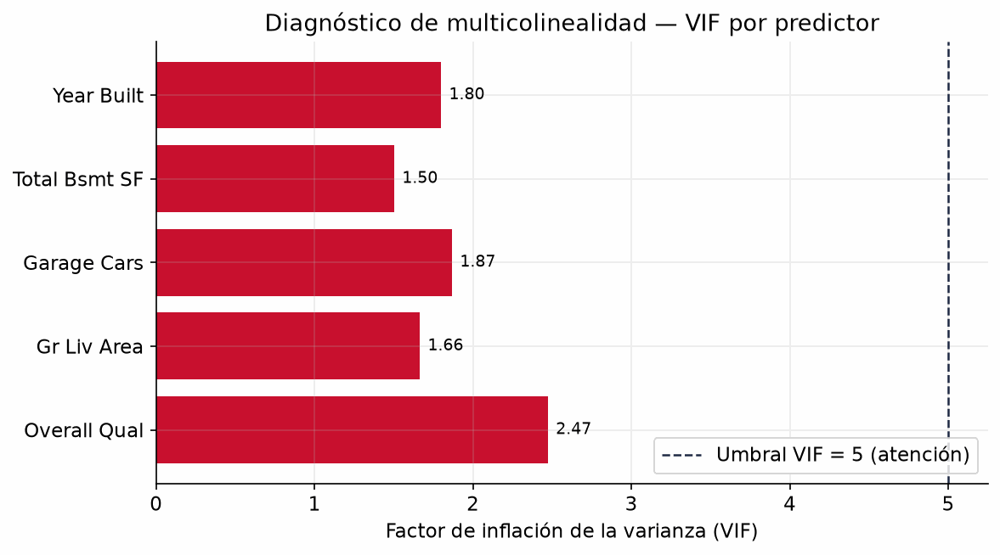 Diagnóstico de multicolinealidad — VIF por predictor
Year Built
1.80
Total Bsmt SF
1.50
Garage Cars
1.87
Gr Liv Area
1.66
Overall Qual
2.47
Umbral VIF = 5 (atención)
0 1 2 3 4 5
Factor de inflación de la varianza (VIF)